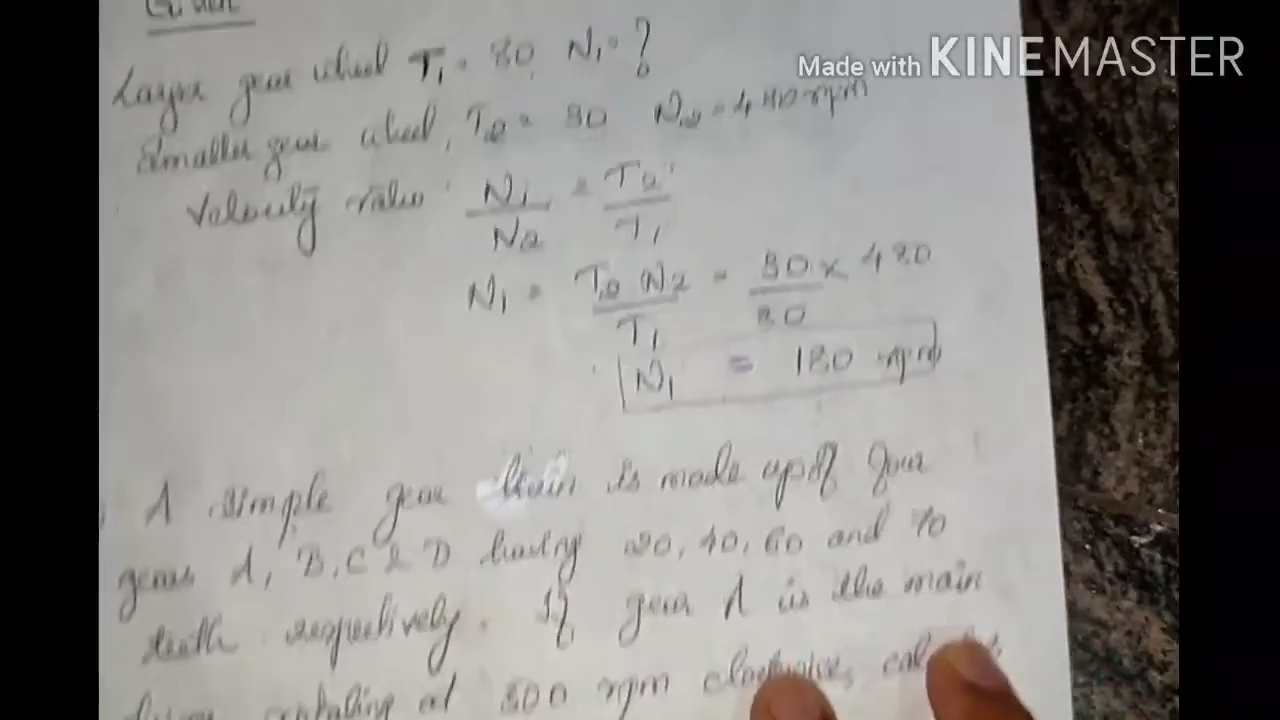 Given
Larger gear wheel T₁ = 80, N₁ = ?
Smaller gear wheel, T₂ = 30 N₂ = 480 rpm
Velocity ratio N₁/N₂ = T₂/T₁
N₁ = T₂ N₂/T₁ = 30 × 480/80
N₁ = 180 rpm
A simple gear train is made up of four
gears A, B, C & D having 20, 40, 60 and 70
teeth respectively. If gear A is the main
driver rotating at 500 rpm clockwise,
Made with KINEMASTER